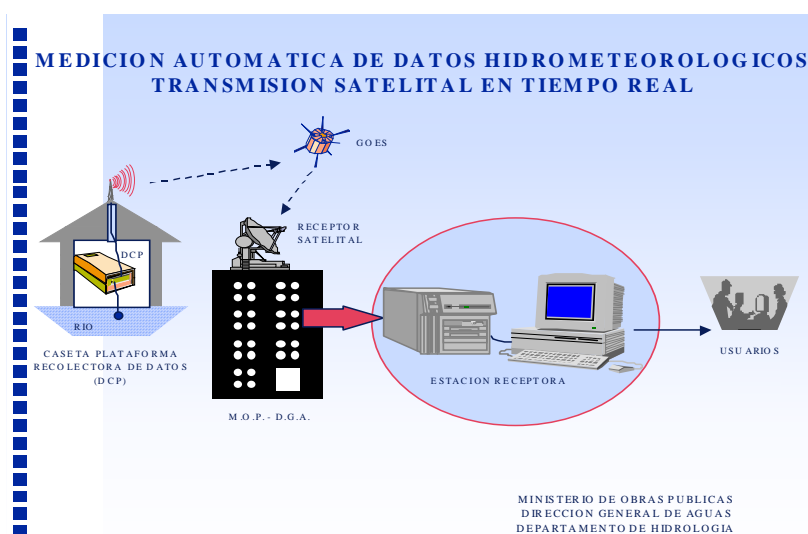 MEDICION AUTOMATICA DE DATOS HIDROMETEOROLOGICOS
TRANSMISION SATELITAL EN TIEMPO REAL
GOES
RECEPTOR
SATELITAL
DCP
RIO
CASETA PLATAFORMA
RECOLECTORA DE DATOS
(DCP)
M.O.P.- D.G.A.
ESTACION RECEPTORA
USUARIOS
MINISTERIO DE OBRAS PUBLICAS
DIRECCION GENERAL DE AGUAS
DEPARTAMENTO DE HIDROLOGIA